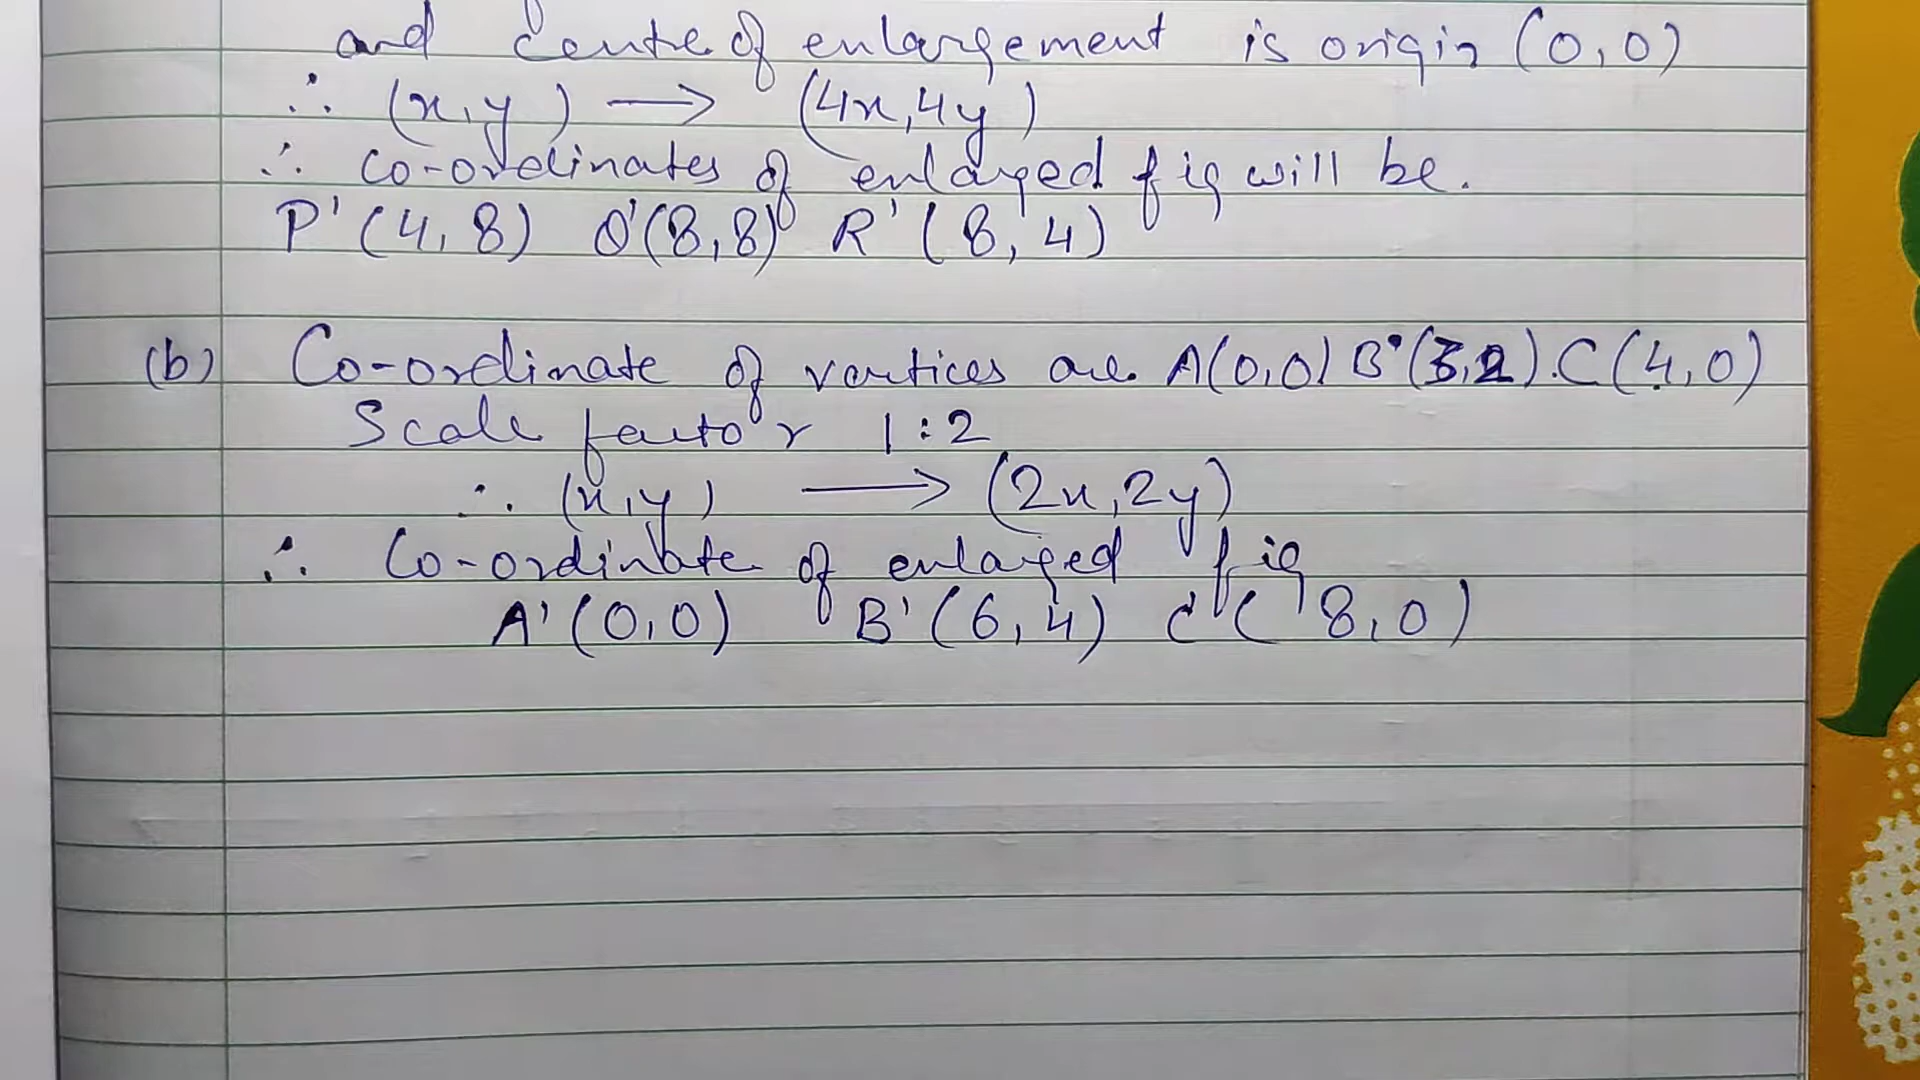 and Centre of enlargement is origin (0,0)
∴ (x,y) → (4x,4y)
∴ Co-ordinates of enlarged fig will be.
P'(4,8) Q'(8,8) R'(8,4)
(b) Co-ordinate of vertices are A(0,0) B(3,2). C(4,0)
Scale factor 1:2
∴ (x,y) → (2x,2y)
∴ Co-ordinate of enlarged fig
A'(0,0) B'(6,4) C'(8,0)